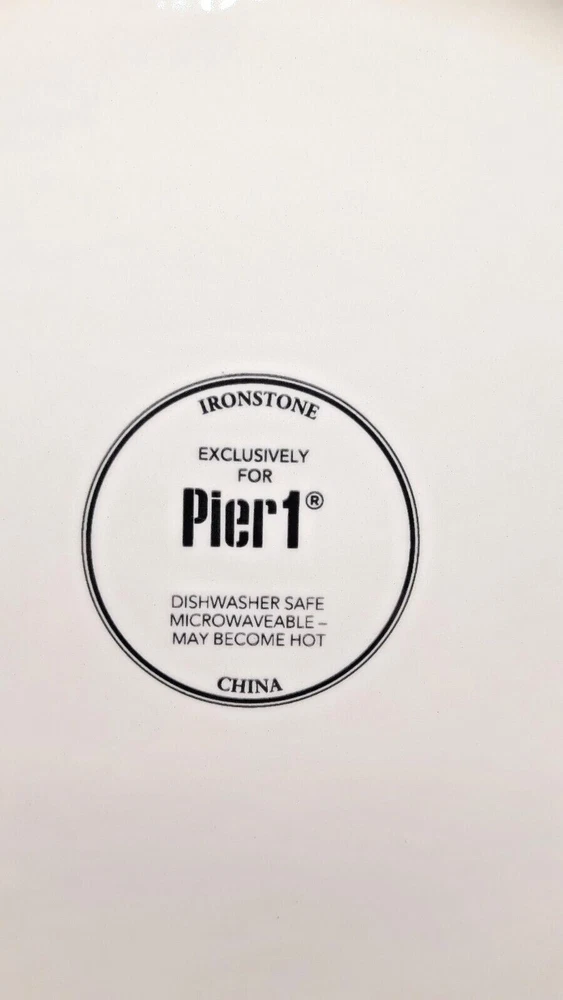 IRONSTONE
EXCLUSIVELY
FOR
Pier1®
DISHWASHER SAFE
MICROWAVEABLE –
MAY BECOME HOT
CHINA